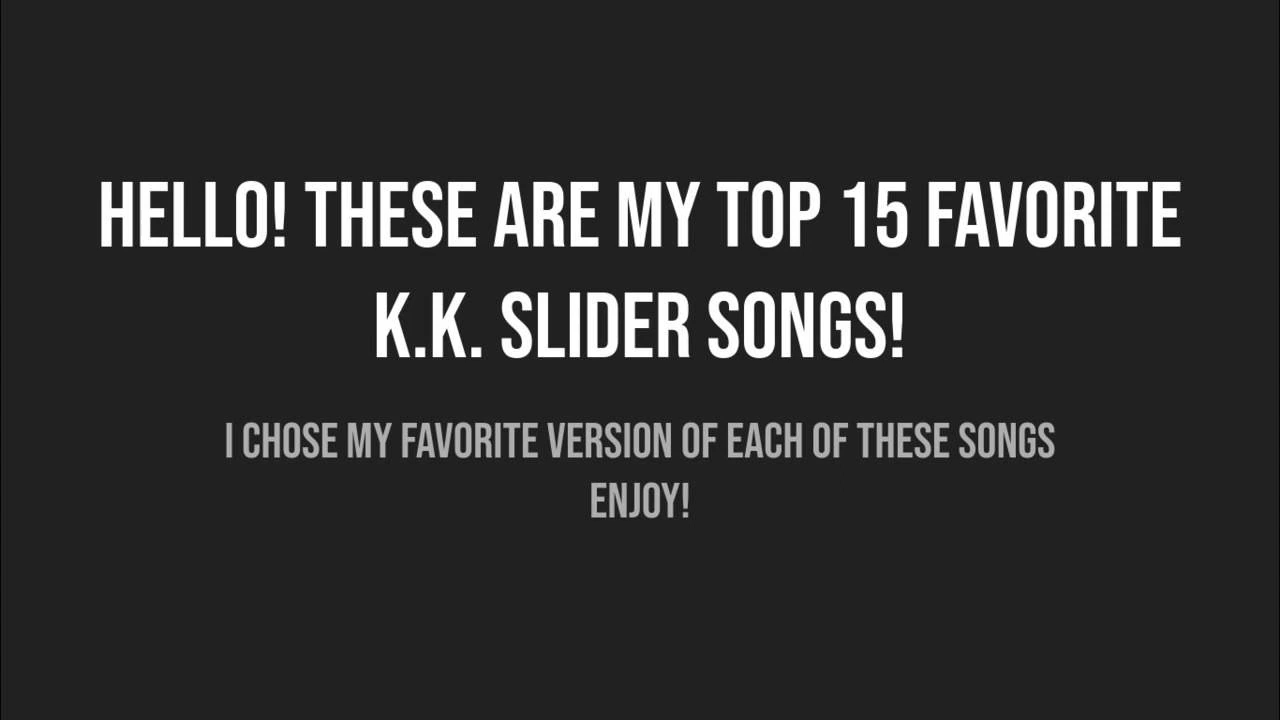 HELLO! THESE ARE MY TOP 15 FAVORITE
K.K. SLIDER SONGS!
I CHOSE MY FAVORITE VERSION OF EACH OF THESE SONGS
ENJOY!